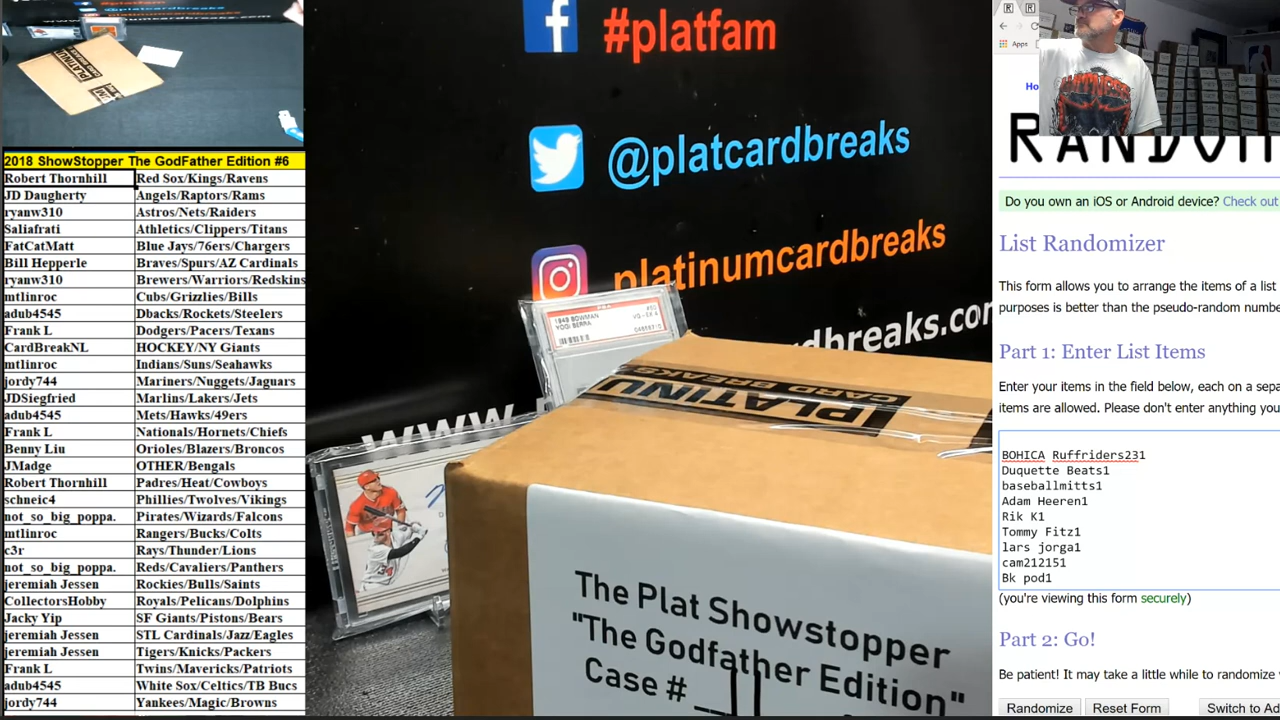 PLATINUM
2018 ShowStopper The GodFather Edition #6
Robert Thornhill Red Sox/Kings/Ravens
JD Daugherty Angels/Raptors/Rams
ryanw310 Astros/Nets/Raiders
Saliafrati Athletics/Clippers/Titans
FatCatMatt Blue Jays/76ers/Chargers
Bill Hepperle Braves/Spurs/AZ Cardinals
ryanw310 Brewers/Warriors/Redskins
mtlinroc Cubs/Grizzlies/Bills
adub4545 Dbacks/Rockets/Steelers
Frank L Dodgers/Pacers/Texans
CardBreakNL HOCKEY/NY Giants
mtlinroc Indians/Suns/Seahawks
jordy744 Mariners/Nuggets/Jaguars
JDSiegfried Marlins/Lakers/Jets
adub4545 Mets/Hawks/49ers
Frank L Nationals/Hornets/Chiefs
Benny Liu Orioles/Blazers/Broncos
JMadge OTHER/Bengals
Robert Thornhill Padres/Heat/Cowboys
schneic4 Phillies/Twolves/Vikings
not_so_big_poppa. Pirates/Wizards/Falcons
mtlinroc Rangers/Bucks/Colts
c3r Rays/Thunder/Lions
not_so_big_poppa. Reds/Cavaliers/Panthers
jeremiah Jessen Rockies/Bulls/Saints
CollectorsHobby Royals/Pelicans/Dolphins
Jacky Yip SF Giants/Pistons/Bears
jeremiah Jessen STL Cardinals/Jazz/Eagles
jeremiah Jessen Tigers/Knicks/Packers
Frank L Twins/Mavericks/Patriots
adub4545 White Sox/Celtics/TB Bucs
jordy744 Yankees/Magic/Browns
#platfam
@platcardbreaks
platinumcardbreaks
rdbreaks.com
www.
1949 BOWMAN
YOGI BERRA
VG-EX 4
PLATINU
CARD BREAKS
The Plat Showstopper
"The Godfather Edition"
Case #
Apps
Ho
RANDOM
Do you own an iOS or Android device? Check out
List Randomizer
This form allows you to arrange the items of a list
purposes is better than the pseudo-random numbe
Part 1: Enter List Items
Enter your items in the field below, each on a sepa
items are allowed. Please don't enter anything you
BOHICA Ruffriders231
Duquette Beats1
baseballmitts1
Adam Heeren1
Rik K1
Tommy Fitz1
lars jorga1
cam212151
Bk pod1
(you're viewing this form securely)
Part 2: Go!
Be patient! It may take a little while to randomize
Randomize Reset Form Switch to Ad